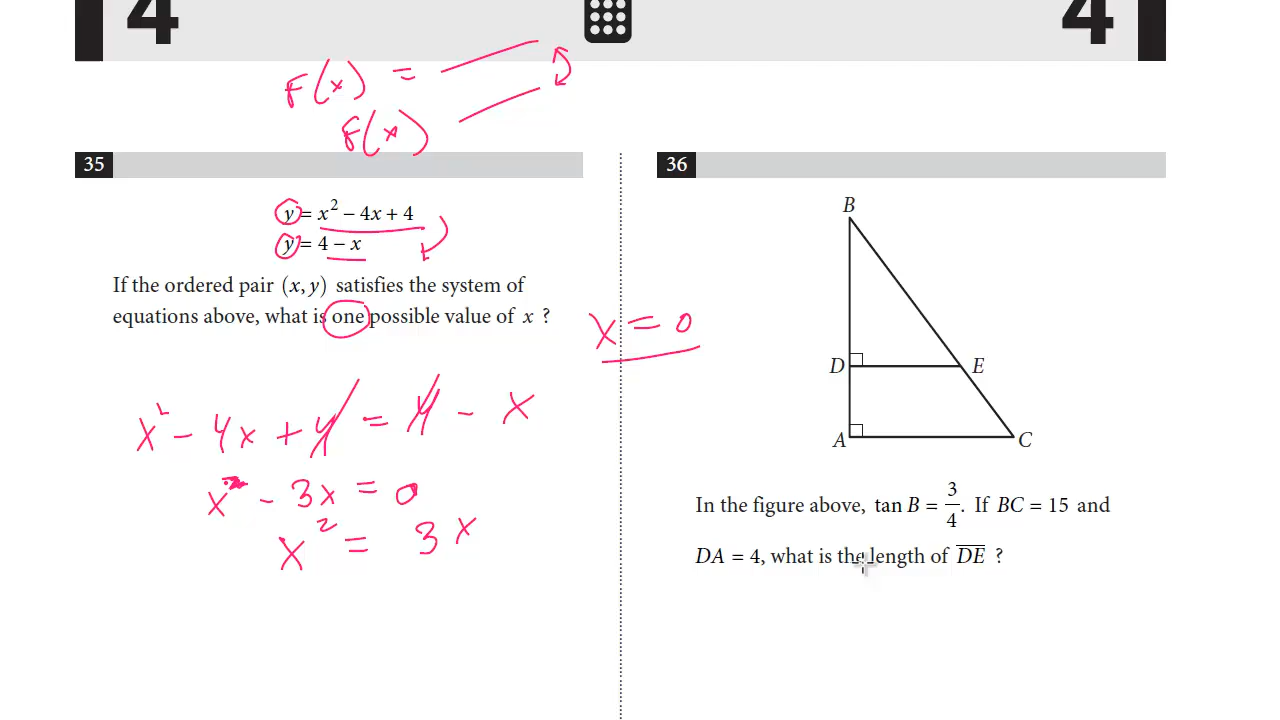 4 4
F(x) =
F(x)
35
y = x² − 4x + 4
y = 4 − x
If the ordered pair (x, y) satisfies the system of
equations above, what is one possible value of x ?
x = 0
x² − 4x + 4 = 4 − x
x² − 3x = 0
x² = 3x
36
B
D E
A C
In the figure above, tan B = 3/4. If BC = 15 and
DA = 4, what is the length of D̅E̅ ?